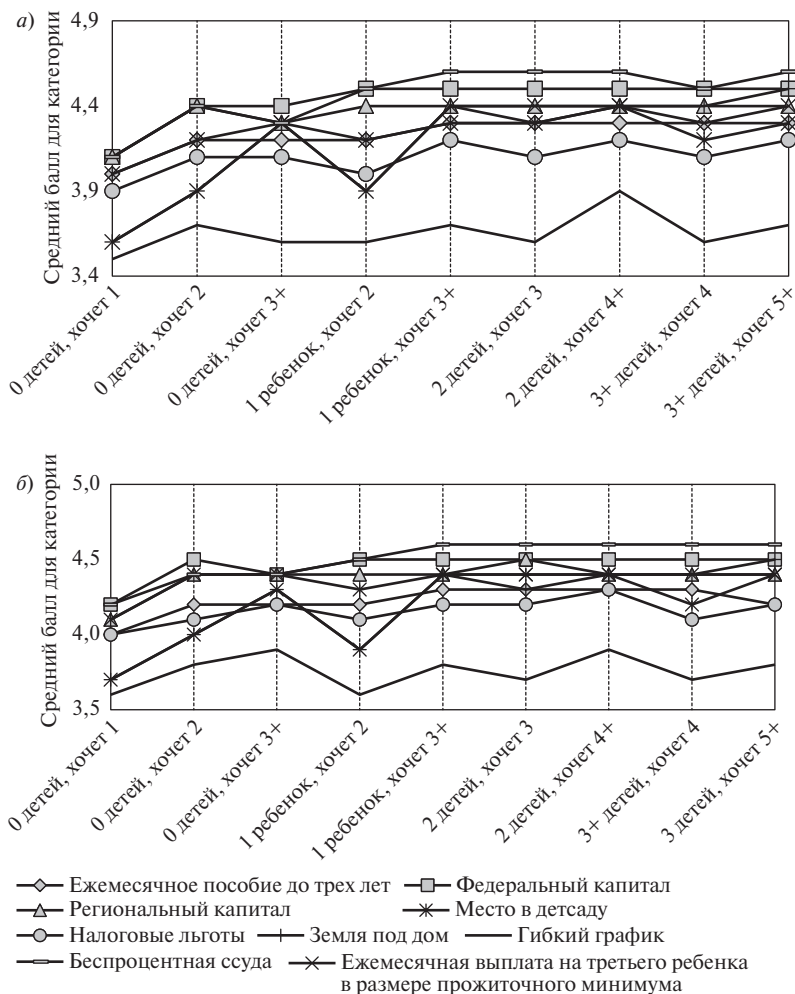 а)
Средний балл для категории
4,9
4,4
3,9
3,4
0 детей, хочет 1
0 детей, хочет 2
0 детей, хочет 3+
1 ребенок, хочет 2
1 ребенок, хочет 3+
2 детей, хочет 3
2 детей, хочет 4+
3+ детей, хочет 4
3+ детей, хочет 5+
б)
Средний балл для категории
5,0
4,5
4,0
3,5
0 детей, хочет 1
0 детей, хочет 2
0 детей, хочет 3+
1 ребенок, хочет 2
1 ребенок, хочет 3+
2 детей, хочет 3
2 детей, хочет 4+
3+ детей, хочет 4
3 детей, хочет 5+
Ежемесячное пособие до трех лет Федеральный капитал
Региональный капитал Место в детсаду
Налоговые льготы Земля под дом Гибкий график
Беспроцентная ссуда Ежемесячная выплата на третьего ребенка
в размере прожиточного минимума